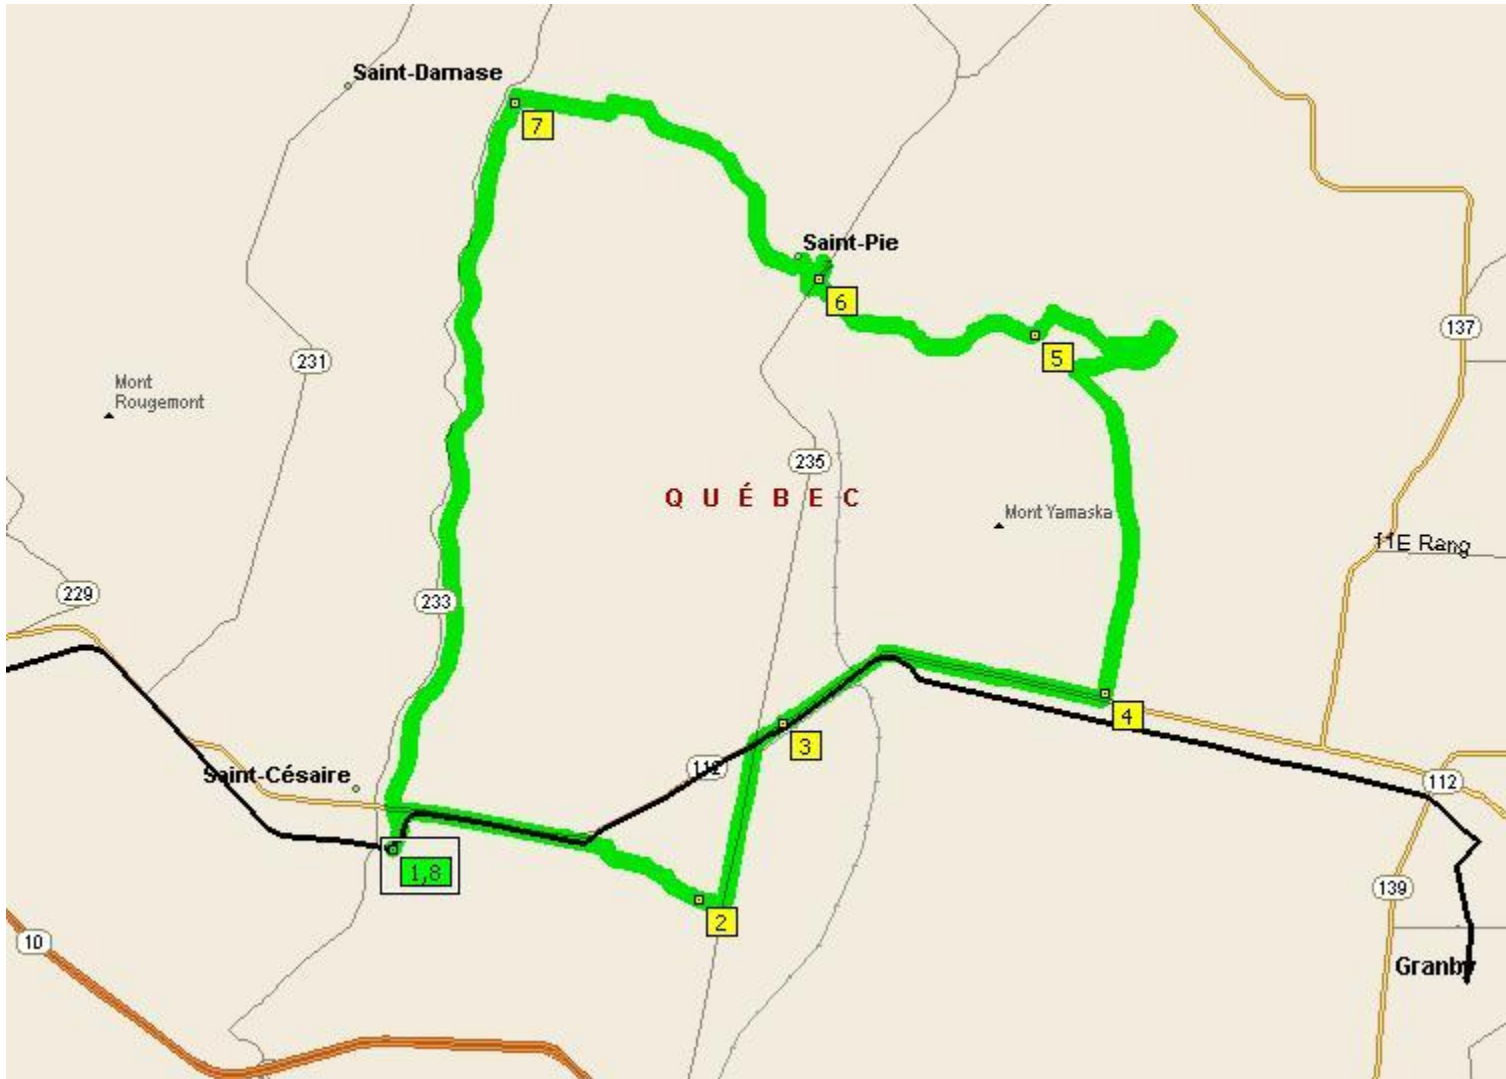 Saint-Damase
7
Saint-Pie
6
137
5
231
Mont
Rougemont
235
QUÉBEC
Mont Yamaska
11E Rang
229
233
4
3
112
Saint-Césaire
112
1,8
139
2
10
Granby